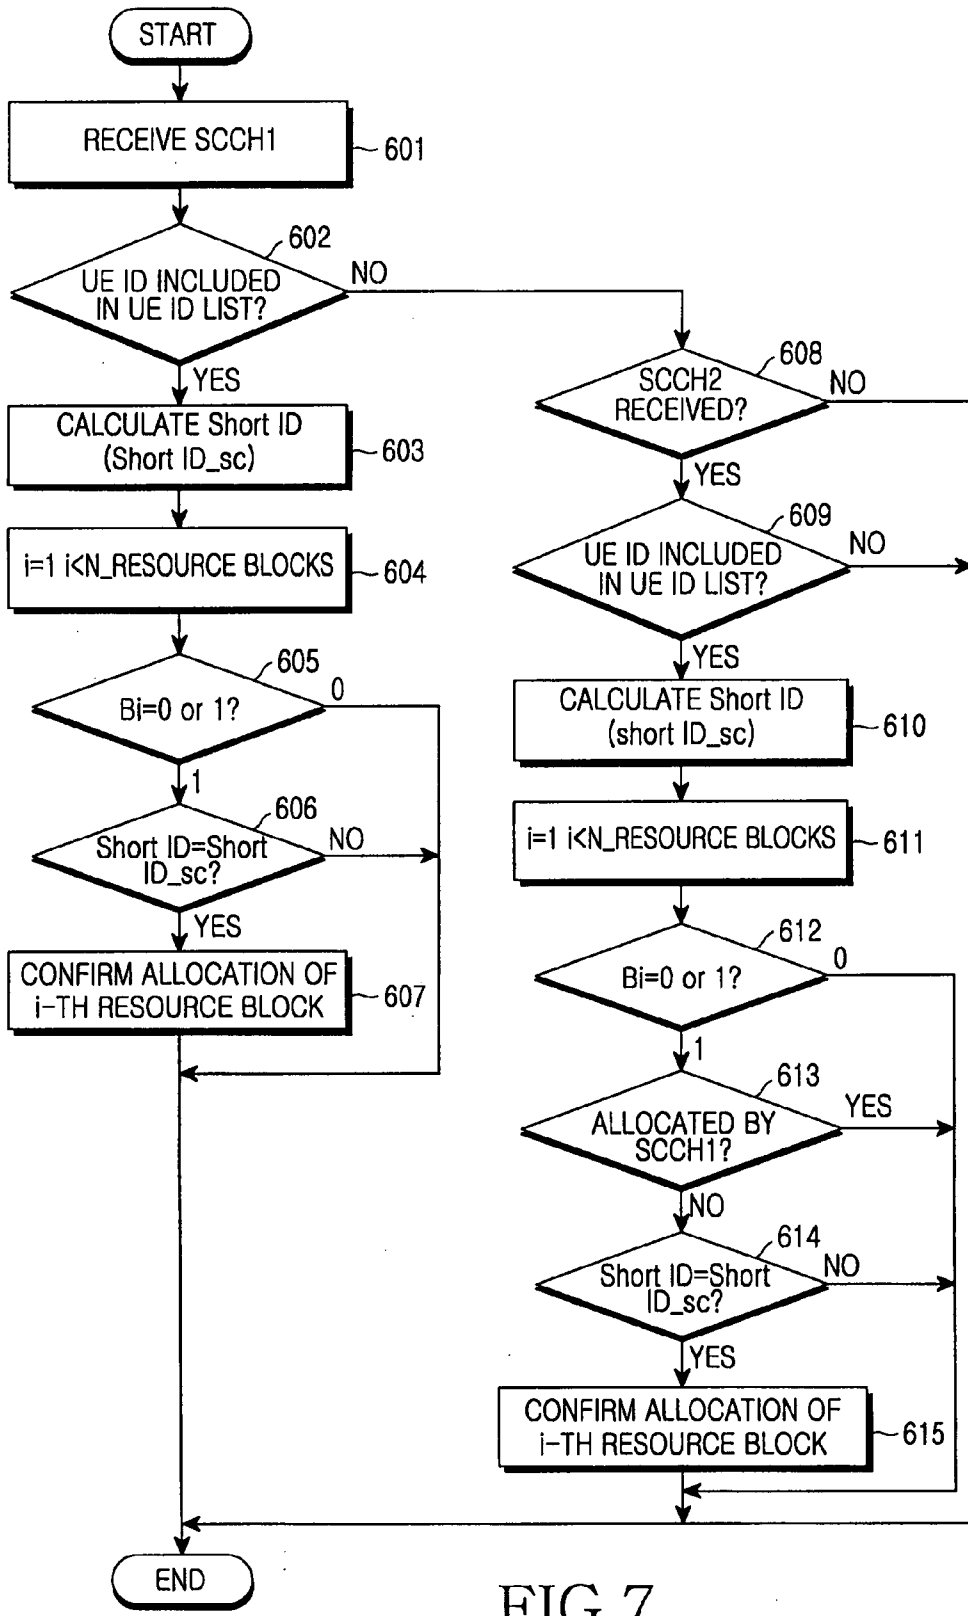 START
RECEIVE SCCH1
601
602
UE ID INCLUDED
IN UE ID LIST?
NO
YES
CALCULATE Short ID
(Short ID_sc)
603
i=1 i<N_RESOURCE BLOCKS
604
605
Bi=0 or 1?
0
1
606
Short ID=Short
ID_sc?
NO
YES
CONFIRM ALLOCATION OF
i-TH RESOURCE BLOCK
607
608
SCCH2
RECEIVED?
NO
YES
609
UE ID INCLUDED
IN UE ID LIST?
NO
YES
CALCULATE Short ID
(short ID_sc)
610
i=1 i<N_RESOURCE BLOCKS
611
612
Bi=0 or 1?
0
1
613
ALLOCATED BY
SCCH1?
YES
NO
614
Short ID=Short
ID_sc?
NO
YES
CONFIRM ALLOCATION OF
i-TH RESOURCE BLOCK
615
END
FIG.7